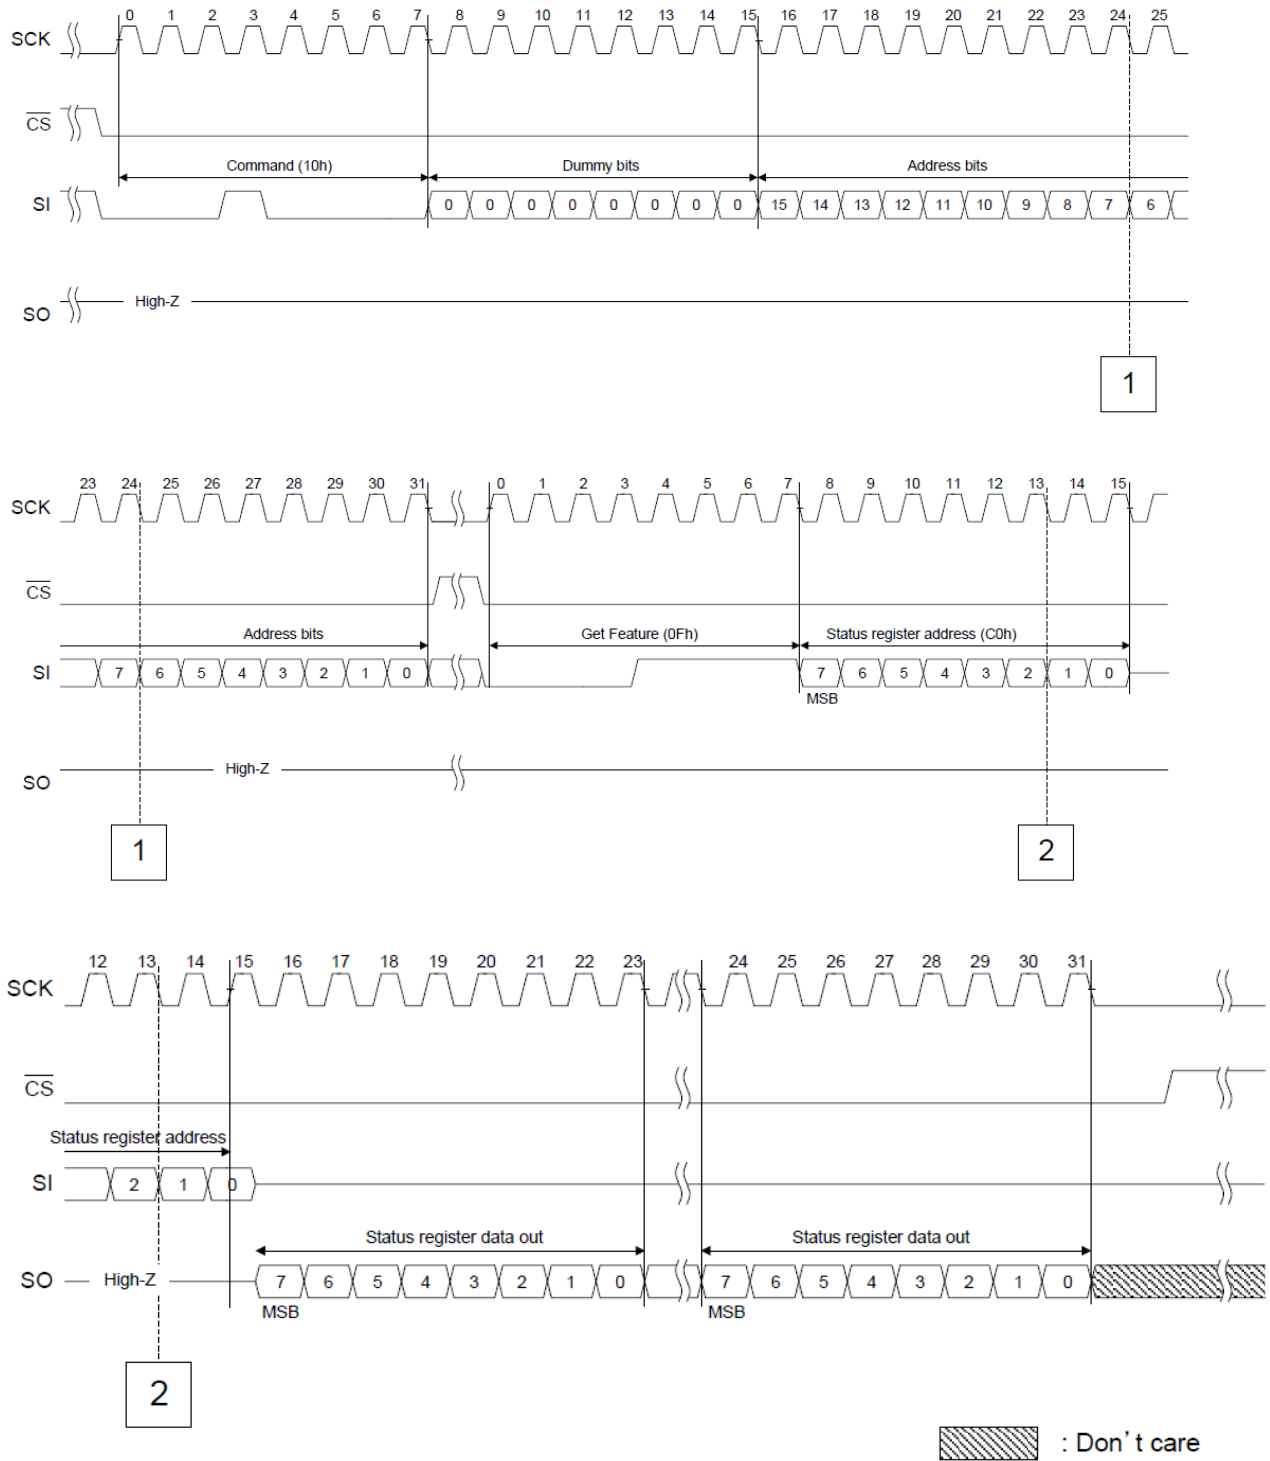 0 1 2 3 4 5 6 7 8 9 10 11 12 13 14 15 16 17 18 19 20 21 22 23 24 25
SCK
CS
Command (10h) Dummy bits Address bits
SI 0 0 0 0 0 0 0 0 15 14 13 12 11 10 9 8 7 6
SO High-Z
1
23 24 25 26 27 28 29 30 31 0 1 2 3 4 5 6 7 8 9 10 11 12 13 14 15
SCK
CS
Address bits Get Feature (0Fh) Status register address (C0h)
SI 7 6 5 4 3 2 1 0 7 6 5 4 3 2 1 0
MSB
SO High-Z
1 2
12 13 14 15 16 17 18 19 20 21 22 23 24 25 26 27 28 29 30 31
SCK
CS
Status register address
SI 2 1 0
Status register data out Status register data out
SO High-Z 7 6 5 4 3 2 1 0 7 6 5 4 3 2 1 0
MSB MSB
2
: Don't care